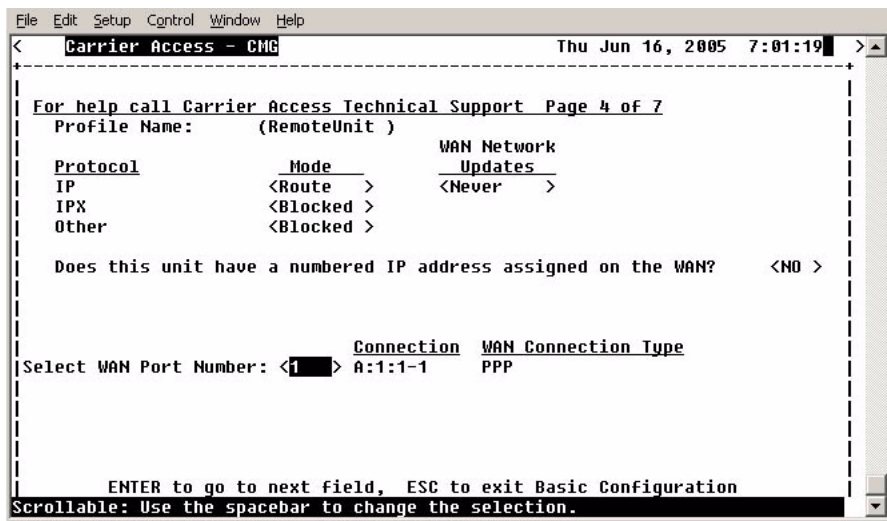 File Edit Setup Control Window Help
< Carrier Access - CMG Thu Jun 16, 2005 7:01:19 >
For help call Carrier Access Technical Support Page 4 of 7
Profile Name: (RemoteUnit )
WAN Network
Protocol Mode Updates
IP <Route > <Never >
IPX <Blocked >
Other <Blocked >
Does this unit have a numbered IP address assigned on the WAN? <NO >
Connection WAN Connection Type
Select WAN Port Number: <1 > A:1:1-1 PPP
ENTER to go to next field, ESC to exit Basic Configuration
Scrollable: Use the spacebar to change the selection.